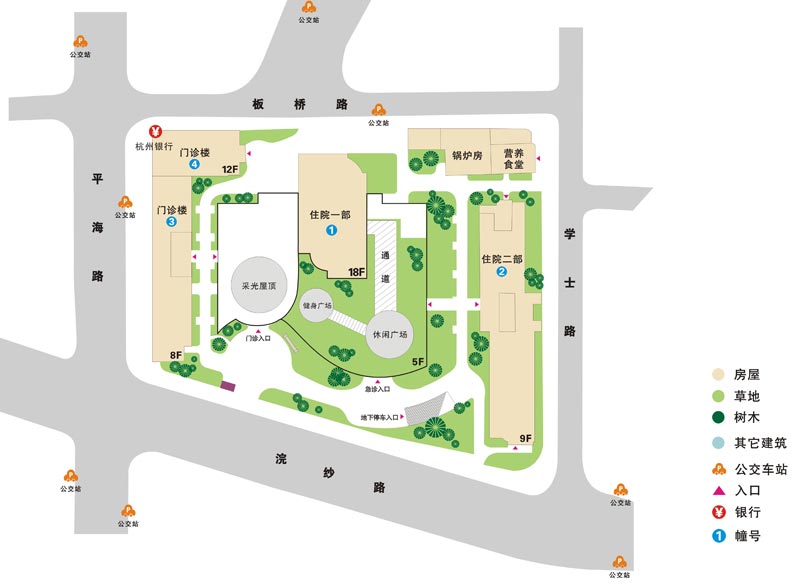 公交站
公交站
板桥路
公交站
杭州银行
门诊楼
4
12F
锅炉房
营养
食堂
平海路
公交站
门诊楼
3
住院一部
1
18F
通道
住院二部
2
学士路
采光屋顶
健身广场
休闲广场
门诊入口
8F
5F
急诊入口
地下停车入口
9F
浣纱路
公交站
公交站
公交站
公交站
房屋
草地
树木
其它建筑
公交车站
入口
银行
1 幢号